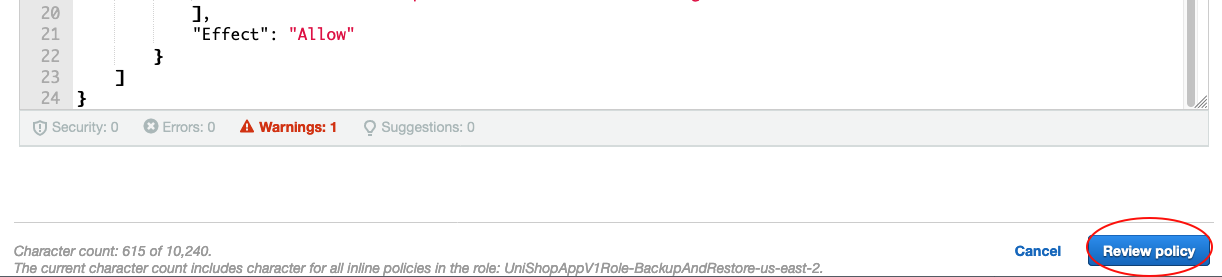 20 ],
21 "Effect": "Allow"
22 }
23 ]
24 }
Security: 0 Errors: 0 Warnings: 1 Suggestions: 0
Cancel Review policy
Character count: 615 of 10,240.
The current character count includes character for all inline policies in the role: UniShopAppV1Role-BackupAndRestore-us-east-2.